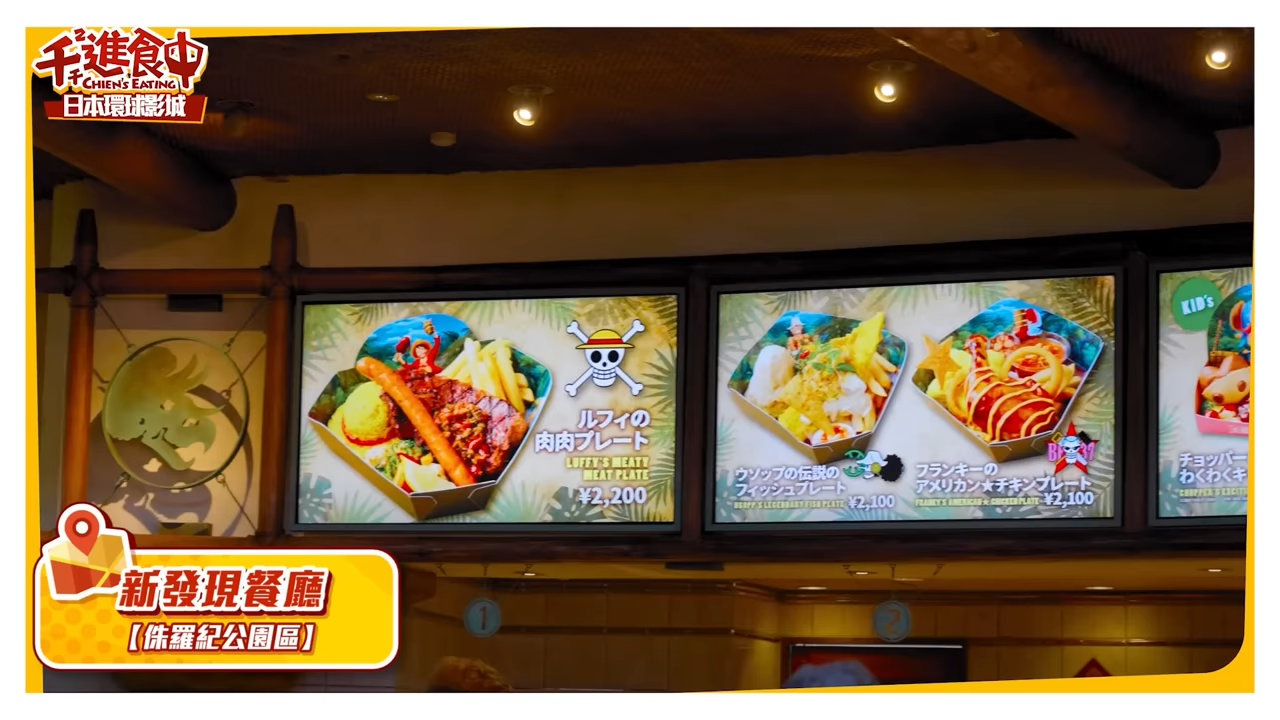 千千進食中
CHIEN'S EATING
日本環球影城
ルフィの
肉肉プレート
LUFFY'S MEATY
MEAT PLATE
¥2,200
ウソップの伝説の
フィッシュプレート
USOPP'S LEGENDARY FISH PLATE ¥2,100
フランキーの
アメリカン★チキンプレート
FRANKY'S AMERICAN★CHICKEN PLATE ¥2,100
KID's
チョッパー
わくわくキ
CHOPPER'S EXCITI
1
2
新發現餐廳
【侏羅紀公園區】